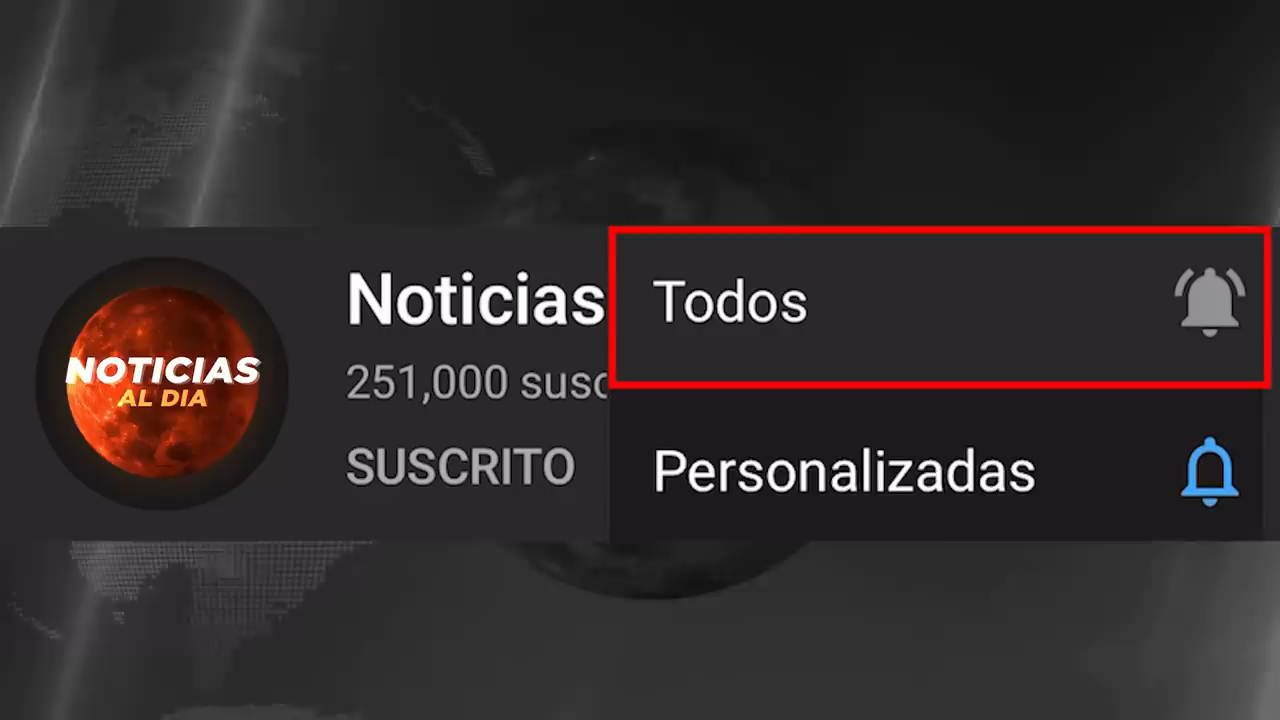 NOTICIAS
AL DIA
Noticias
251,000 susc
SUSCRITO
Todos
Personalizadas